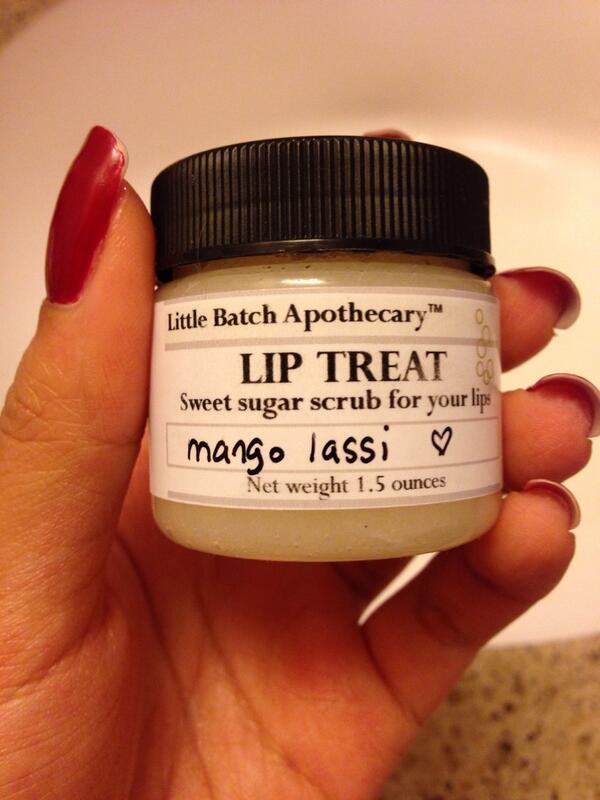 Little Batch Apothecary™
LIP TREAT
Sweet sugar scrub for your lips
mango lassi ♡
Net weight 1.5 ounces